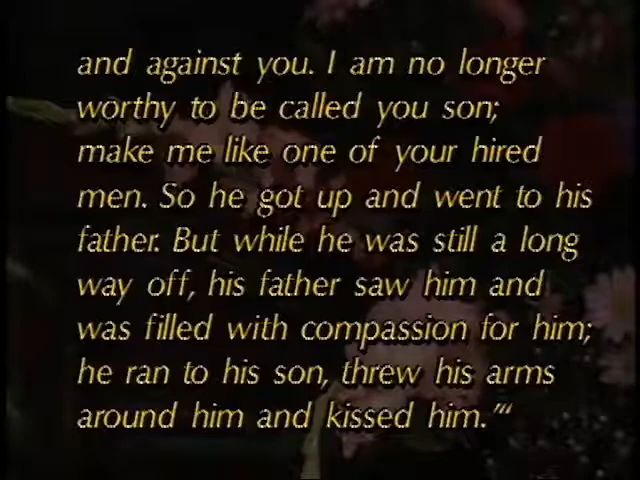 and against you. I am no longer
worthy to be called you son;
make me like one of your hired
men. So he got up and went to his
father. But while he was still a long
way off, his father saw him and
was filled with compassion for him;
he ran to his son, threw his arms
around him and kissed him.'"